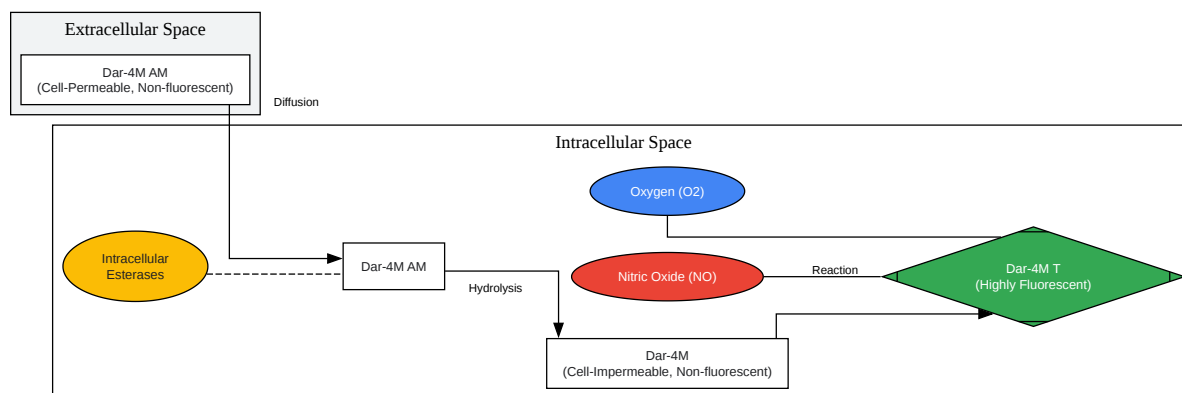 Extracellular Space
Dar-4M AM
(Cell-Permeable, Non-fluorescent)
Diffusion
Intracellular Space
Oxygen (O2)
Intracellular
Esterases
Dar-4M AM
Hydrolysis
Nitric Oxide (NO)
Reaction
Dar-4M T
(Highly Fluorescent)
Dar-4M
(Cell-Impermeable, Non-fluorescent)